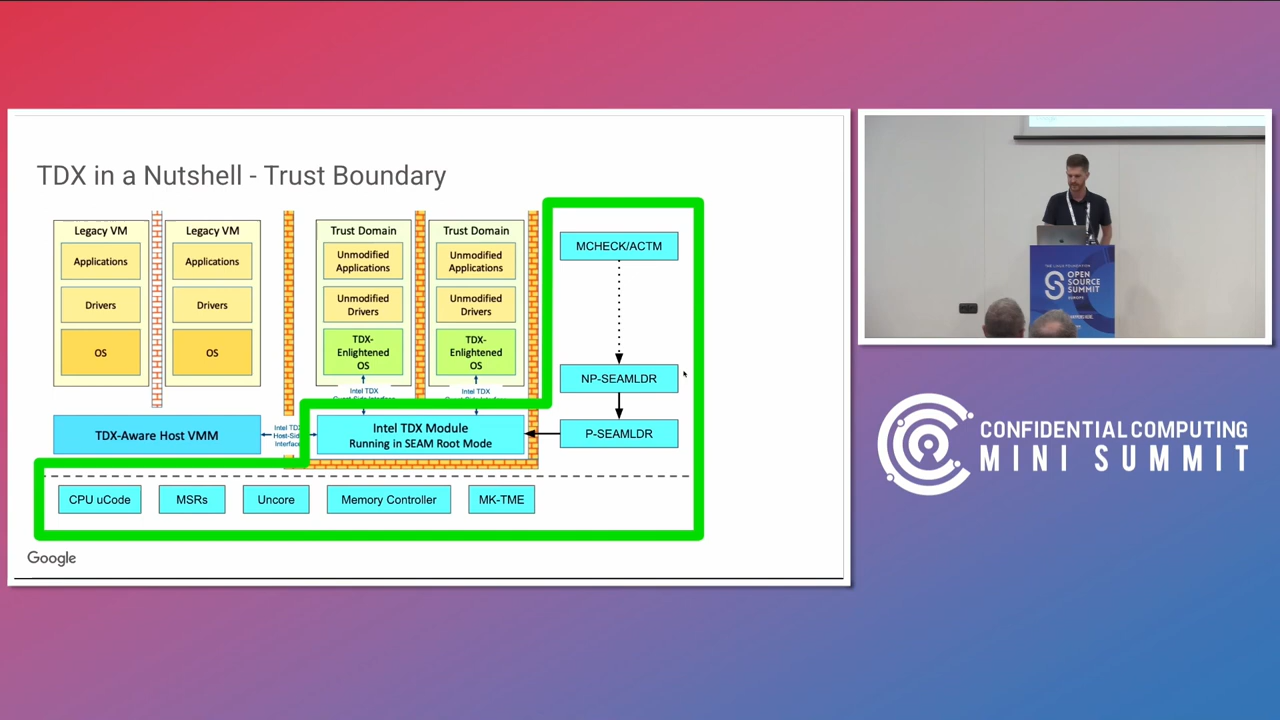 TDX in a Nutshell - Trust Boundary
Legacy VM
Applications
Drivers
OS
Legacy VM
Applications
Drivers
OS
Trust Domain
Unmodified
Applications
Unmodified
Drivers
TDX-
Enlightened
OS
Intel TDX
Trust Domain
Unmodified
Applications
Unmodified
Drivers
TDX-
Enlightened
OS
Intel TDX
MCHECK/ACTM
NP-SEAMLDR
P-SEAMLDR
TDX-Aware Host VMM
Intel TDX
Host-Side
Interface
Intel TDX Module
Running in SEAM Root Mode
CPU uCode
MSRs
Uncore
Memory Controller
MK-TME
Google
THE LINUX FOUNDATION
OPEN
SOURCE
SUMMIT
EUROPE
CONFIDENTIAL COMPUTING
MINI SUMMIT